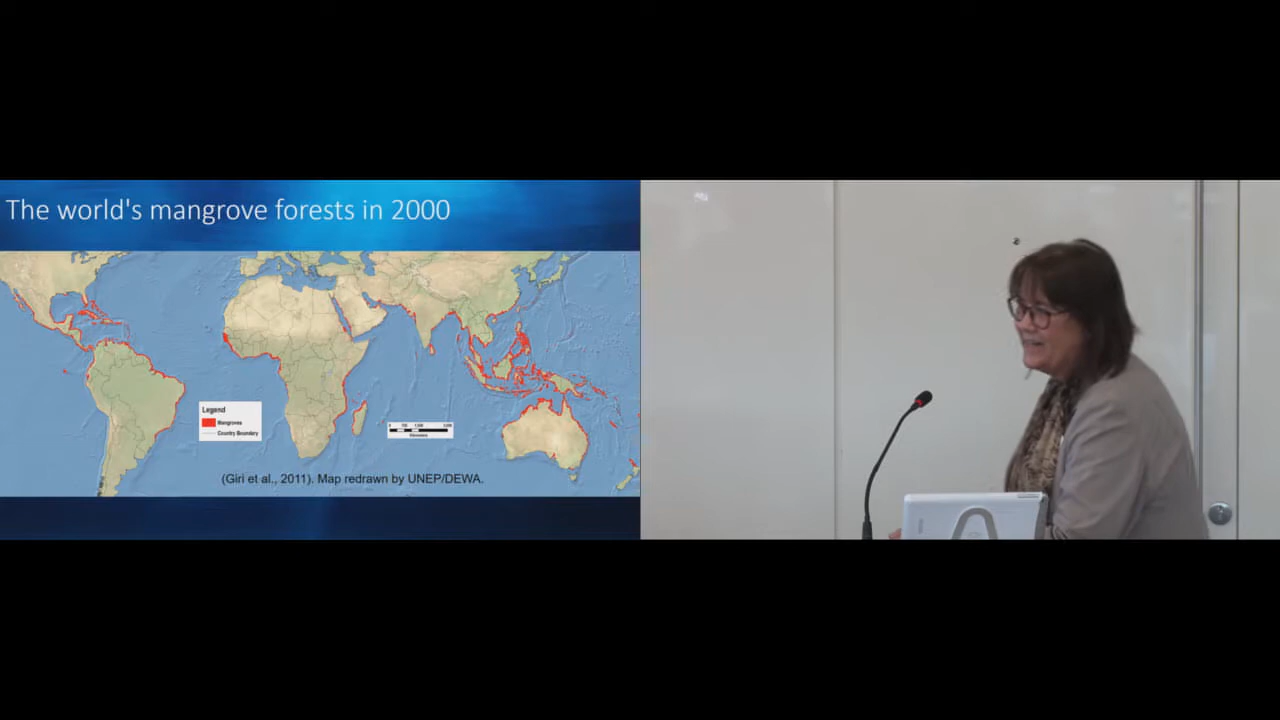 The world's mangrove forests in 2000
Legend
Mangroves
Country Boundary
Kilometers
(Giri et al., 2011). Map redrawn by UNEP/DEWA.